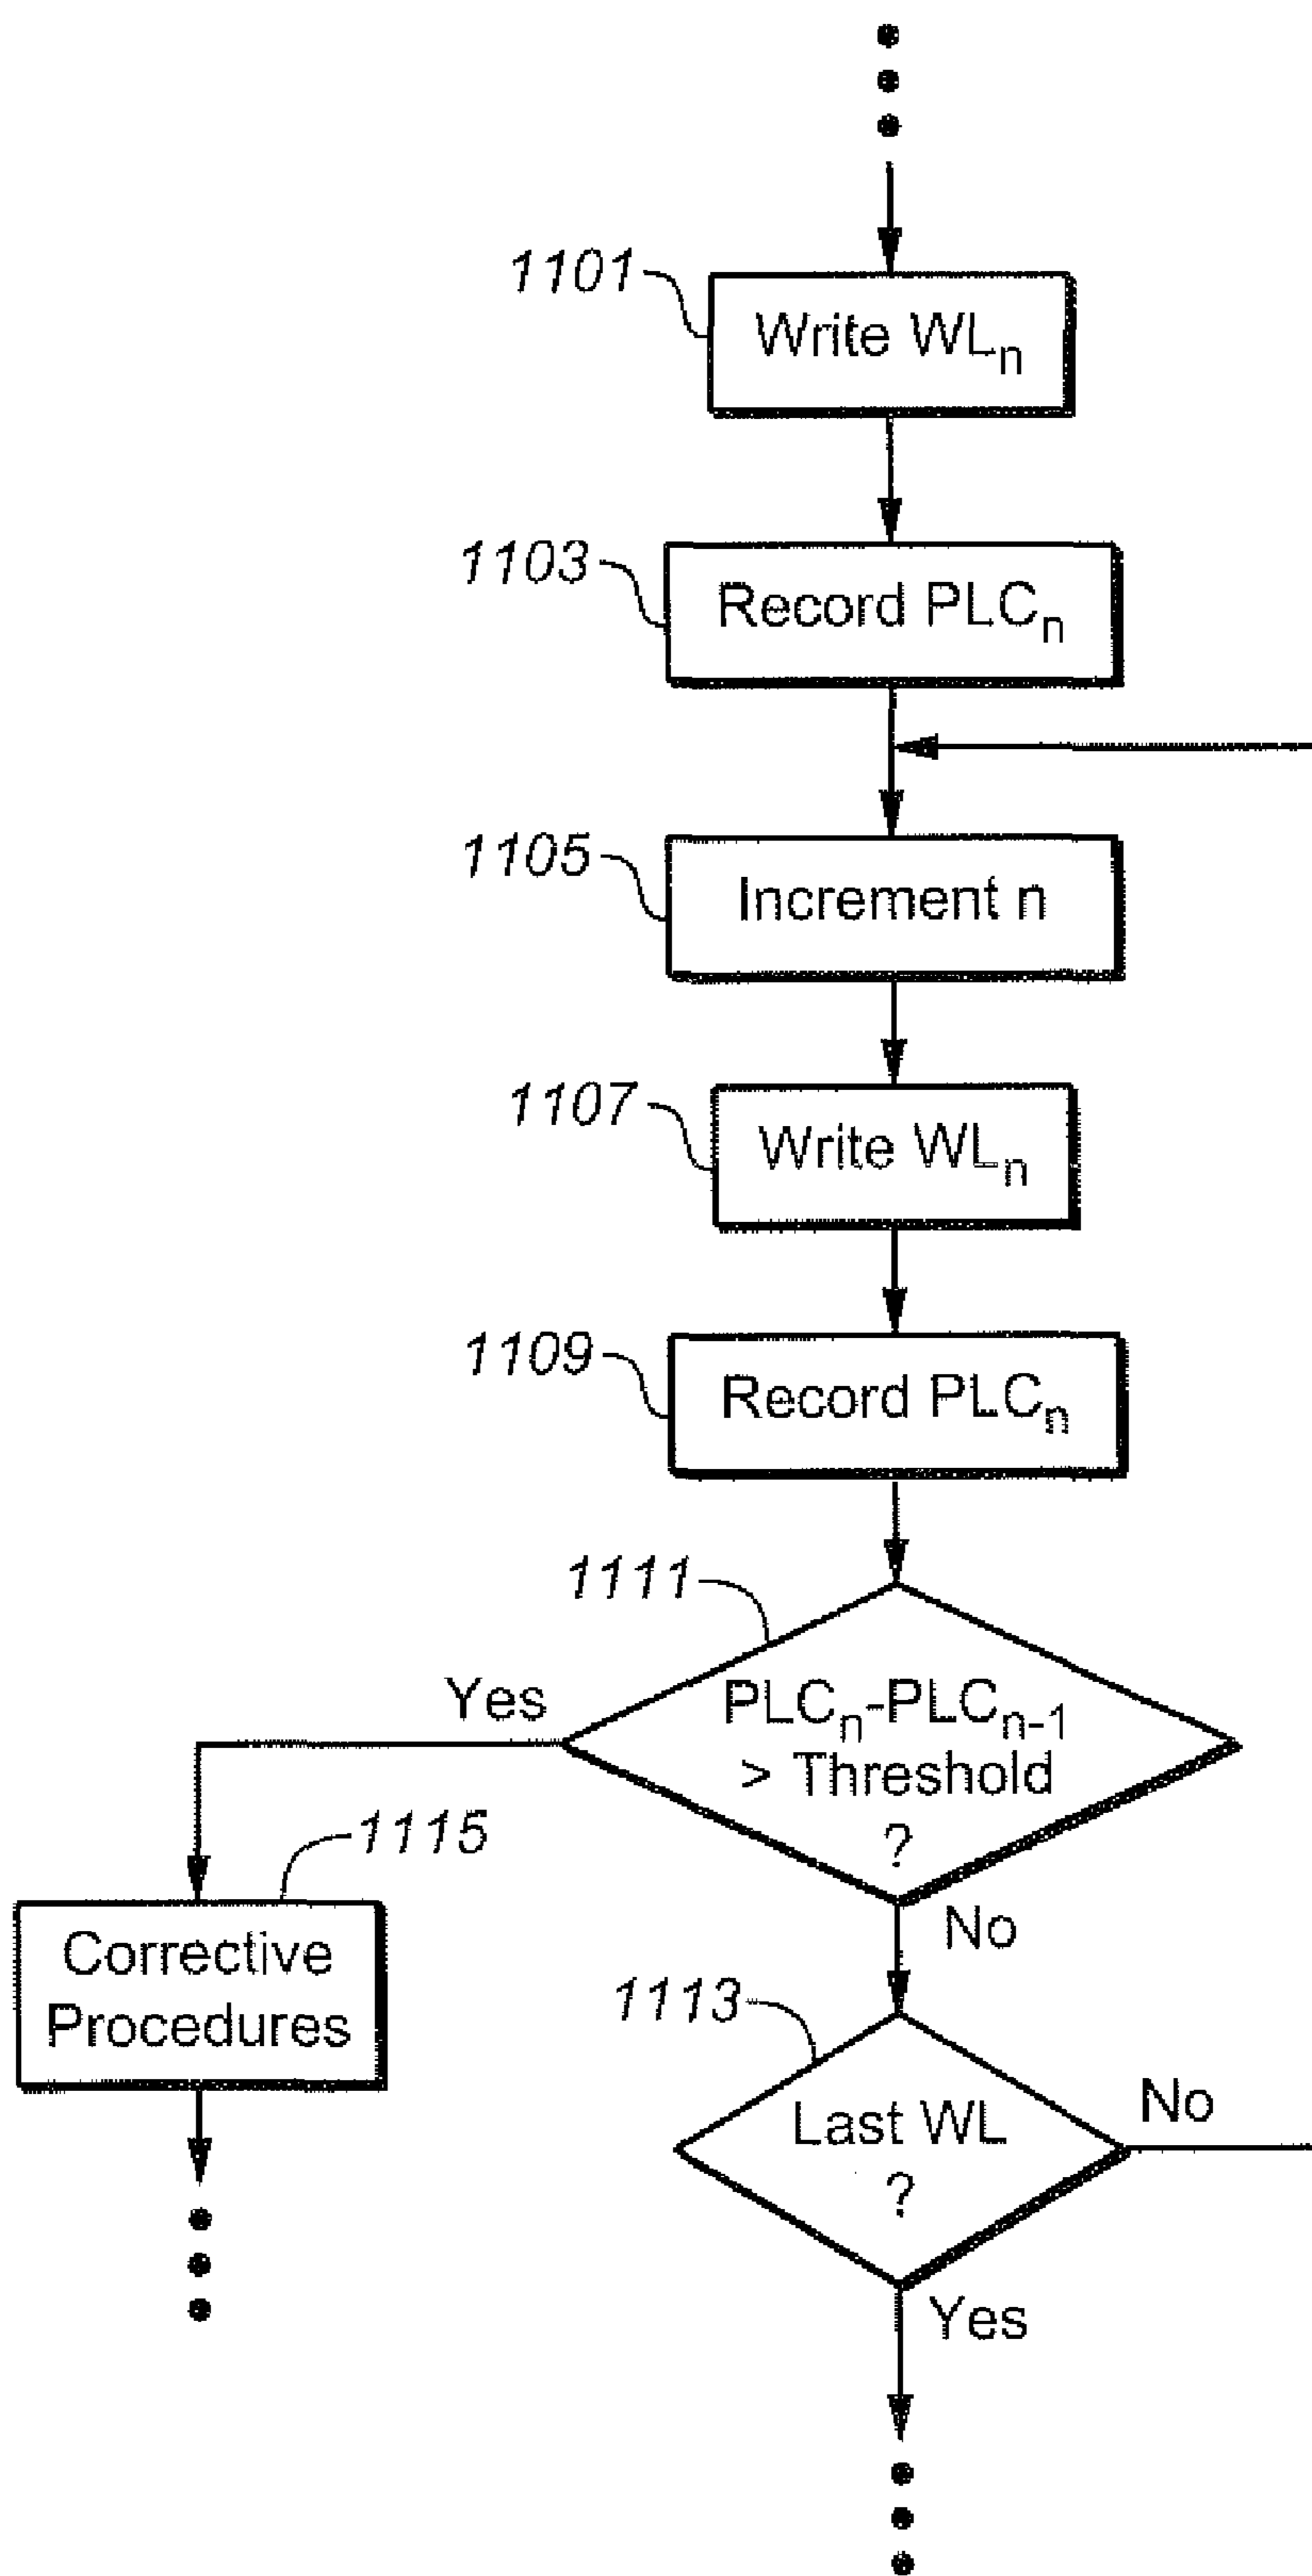 1101
Write WLn
1103
Record PLCn
1105
Increment n
1107
Write WLn
1109
Record PLCn
1111
Yes
PLCn-PLCn-1
> Threshold
?
1115
No
Corrective
Procedures
1113
Last WL
?
No
Yes